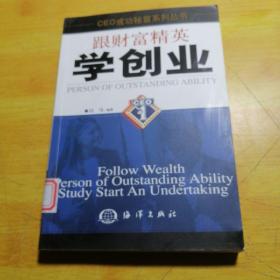 CEO成功秘笈系列丛书
跟财富精英
学创业
PERSON OF OUTSTANDING ABILITY
CEO
Follow Wealth
Person of Outstanding Ability
Study Start An Undertaking
海洋出版社